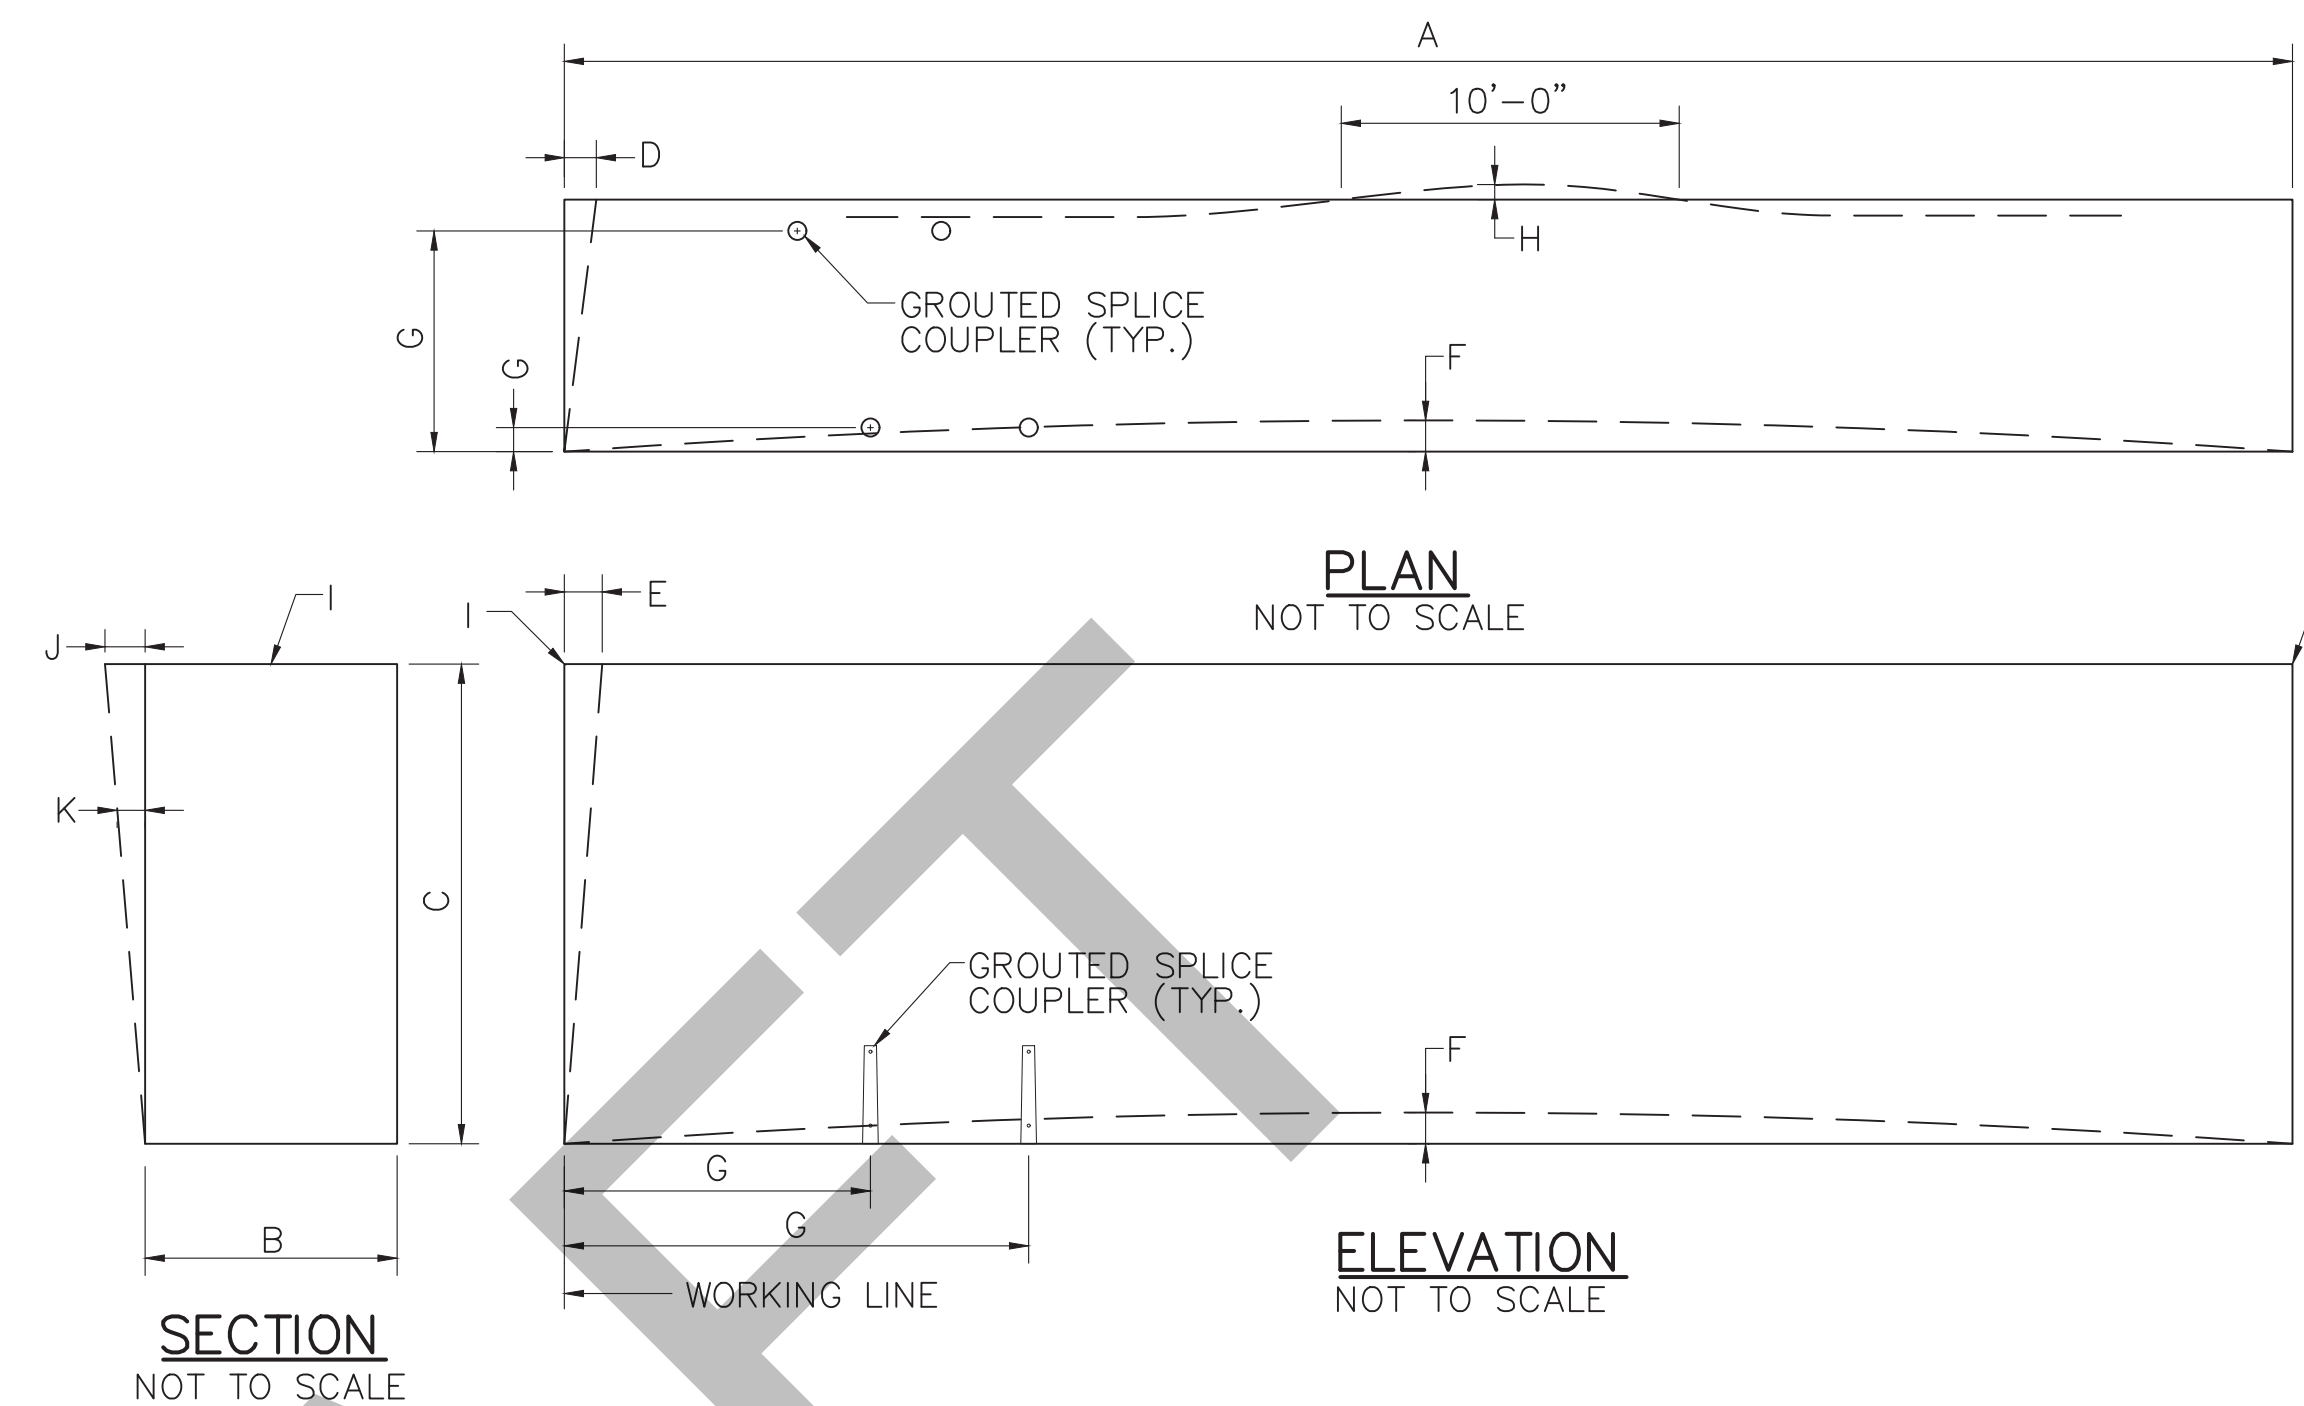 A
10'-0"
D
H
GROUTED SPLICE
COUPLER (TYP.)
G
G
F
PLAN
NOT TO SCALE
I
J
K
C
B
SECTION
NOT TO SCALE
I
E
GROUTED SPLICE
COUPLER (TYP.)
F
G
G
WORKING LINE
ELEVATION
NOT TO SCALE